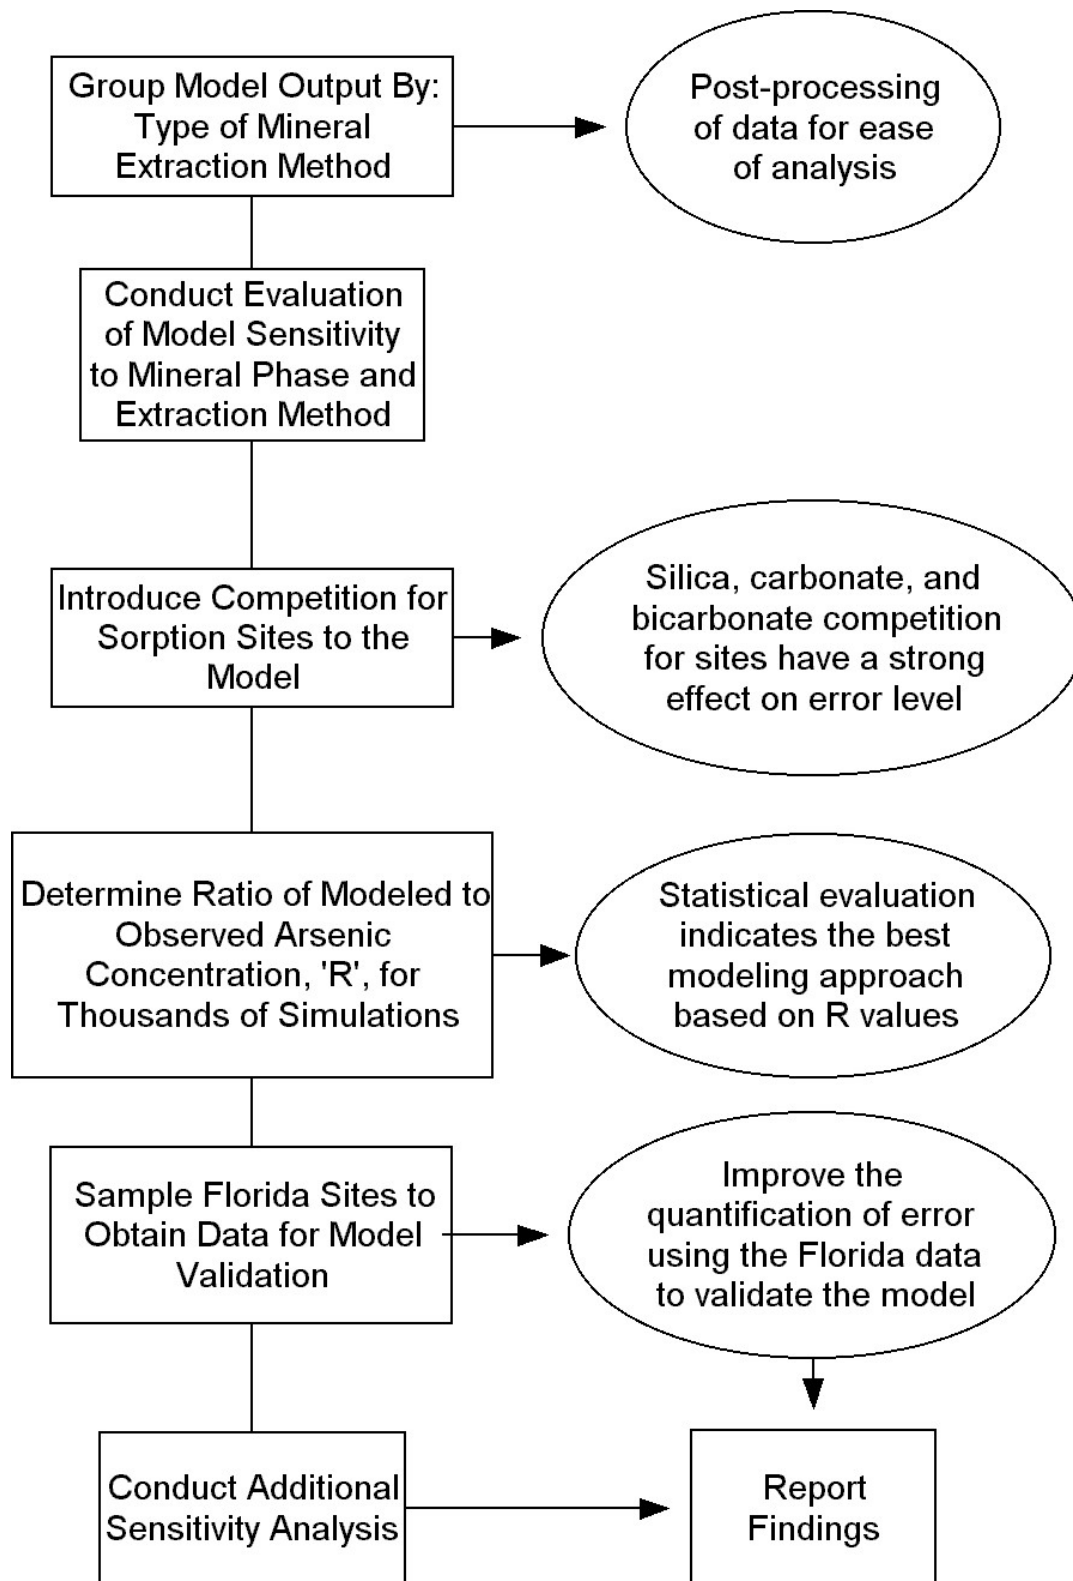 Group Model Output By:
Type of Mineral
Extraction Method
Post-processing
of data for ease
of analysis
Conduct Evaluation
of Model Sensitivity
to Mineral Phase and
Extraction Method
Introduce Competition for
Sorption Sites to the
Model
Silica, carbonate, and
bicarbonate competition
for sites have a strong
effect on error level
Determine Ratio of Modeled to
Observed Arsenic
Concentration, 'R', for
Thousands of Simulations
Statistical evaluation
indicates the best
modeling approach
based on R values
Sample Florida Sites to
Obtain Data for Model
Validation
Improve the
quantification of error
using the Florida data
to validate the model
Conduct Additional
Sensitivity Analysis
Report
Findings